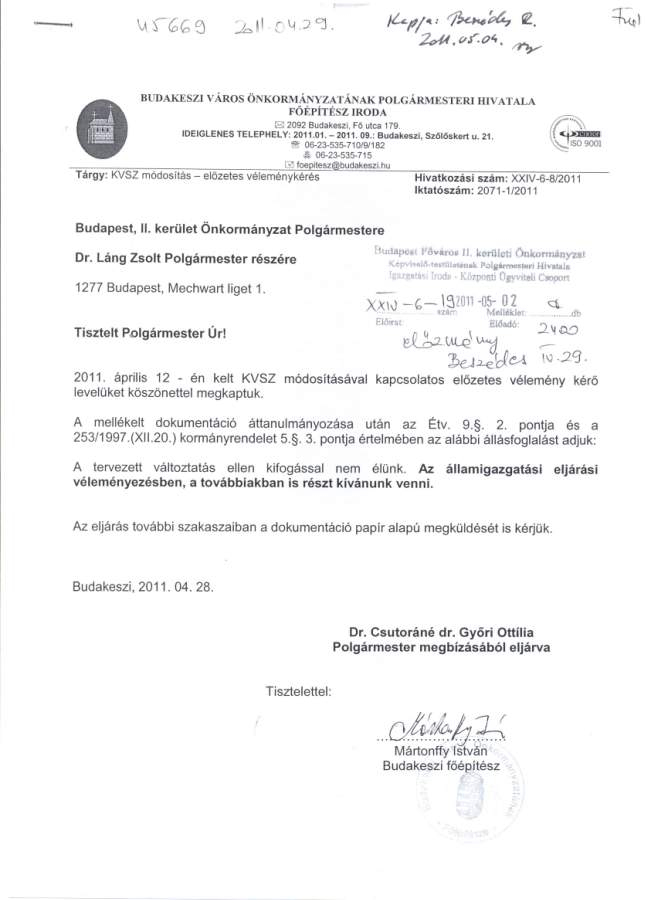 45669 2011.04.29.
Kapja: Benedes R.
2011.05.04.
BUDAKESZI VÁROS ÖNKORMÁNYZATÁNAK POLGÁRMESTERI HIVATALA
FŐÉPÍTÉSZ IRODA
2092 Budakeszi, Fő utca 179.
IDEIGLENES TELEPHELY: 2011.01. – 2011. 09.: Budakeszi, Szőlőskert u. 21.
06-23-535-710/9/182
06-23-535-715
foepitesz@budakeszi.hu
ISO 9001
Tárgy: KVSZ módosítás – előzetes véleménykérés
Hivatkozási szám: XXIV-6-8/2011
Iktatószám: 2071-1/2011
Budapest, II. kerület Önkormányzat Polgármestere
Dr. Láng Zsolt Polgármester részére
1277 Budapest, Mechwart liget 1.
Budapest Főváros II. kerületi Önkormányzat
Képviselő-testületének Polgármesteri Hivatala
Igazgatási Iroda - Központi Ügyviteli Csoport
XXIV-6-19 2011-05-02
szám Melléklet: db
Előirat: Előadó: 2400
előzmény
Beszédes IV.29.
Tisztelt Polgármester Úr!
2011. április 12 - én kelt KVSZ módosításával kapcsolatos előzetes vélemény kérő
levelüket köszönettel megkaptuk.
A mellékelt dokumentáció áttanulmányozása után az Étv. 9.§. 2. pontja és a
253/1997.(XII.20.) kormányrendelet 5.§. 3. pontja értelmében az alábbi állásfoglalást adjuk:
A tervezett változtatás ellen kifogással nem élünk. Az államigazgatási eljárási
véleményezésben, a továbbiakban is részt kívánunk venni.
Az eljárás további szakaszaiban a dokumentáció papír alapú megküldését is kérjük.
Budakeszi, 2011. 04. 28.
Dr. Csutoráné dr. Győri Ottília
Polgármester megbízásából eljárva
Tisztelettel:
Mártonffy István
Budakeszi főépítész